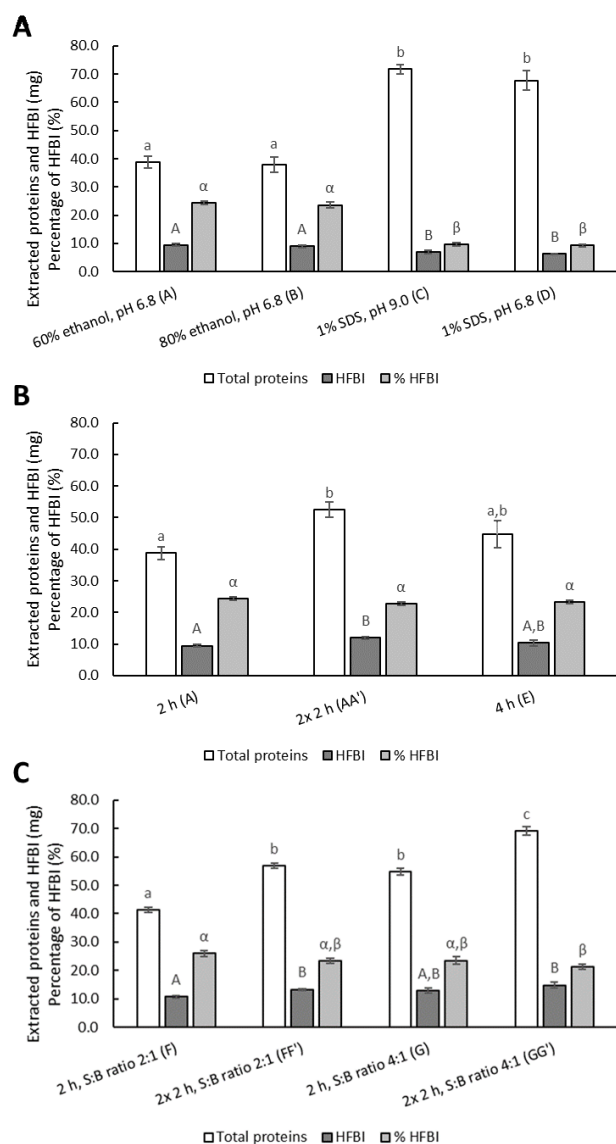 A
Extracted proteins and HFBI (mg)
Percentage of HFBI (%)
80.0
70.0
60.0
50.0
40.0
30.0
20.0
10.0
0.0
a
A
α
a
A
α
b
B
β
b
B
β
60% ethanol, pH 6.8 (A)
80% ethanol, pH 6.8 (B)
1% SDS, pH 9.0 (C)
1% SDS, pH 6.8 (D)
Total proteins HFBI % HFBI
B
Extracted proteins and HFBI (mg)
Percentage of HFBI (%)
80.0
70.0
60.0
50.0
40.0
30.0
20.0
10.0
0.0
a
A
α
b
B
α
a,b
A,B
α
2 h (A)
2x 2 h (AA')
4 h (E)
Total proteins HFBI % HFBI
C
Extracted proteins and HFBI (mg)
Percentage of HFBI (%)
80.0
70.0
60.0
50.0
40.0
30.0
20.0
10.0
0.0
a
A
α
b
B
α,β
b
A,B
α,β
c
B
β
2 h, S:B ratio 2:1 (F)
2x 2 h, S:B ratio 2:1 (FF')
2 h, S:B ratio 4:1 (G)
2x 2 h, S:B ratio 4:1 (GG')
Total proteins HFBI % HFBI